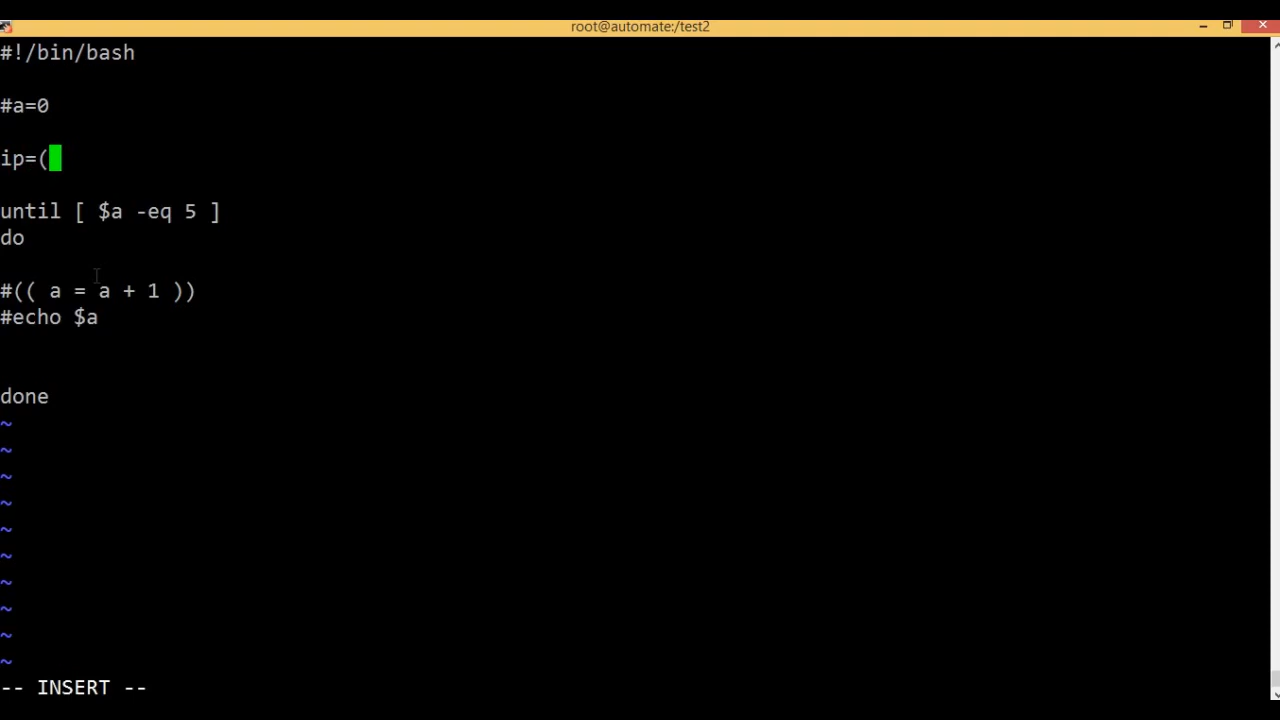 root@automate:/test2
#!/bin/bash
#a=0
ip=(
until [ $a -eq 5 ]
do
#(( a = a + 1 ))
#echo $a
done
~
~
~
~
~
~
~
~
~
~
-- INSERT --